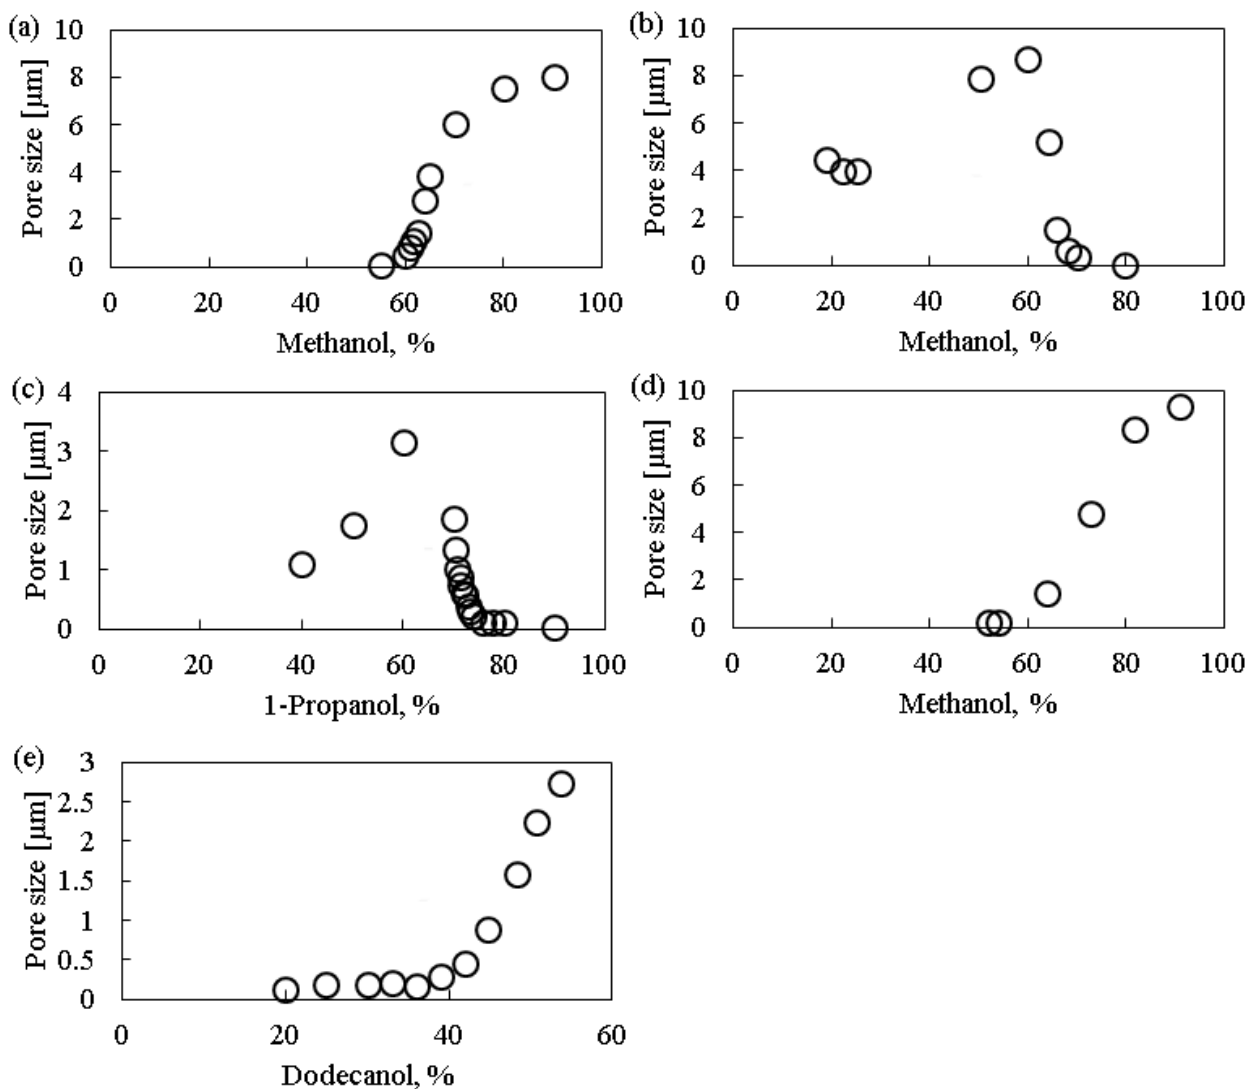 (a)
Pore size [µm]
10
8
6
4
2
0
0 20 40 60 80 100
Methanol, %
(b)
Pore size [µm]
10
8
6
4
2
0
0 20 40 60 80 100
Methanol, %
(c)
Pore size [µm]
4
3
2
1
0
0 20 40 60 80 100
1-Propanol, %
(d)
Pore size [µm]
10
8
6
4
2
0
0 20 40 60 80 100
Methanol, %
(e)
Pore size [µm]
3
2.5
2
1.5
1
0.5
0
0 20 40 60
Dodecanol, %